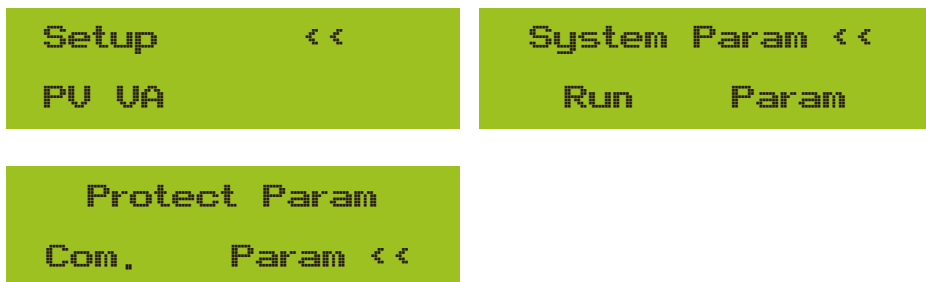 Setup <<
PV VA
System Param <<
Run Param
Protect Param
Com. Param <<